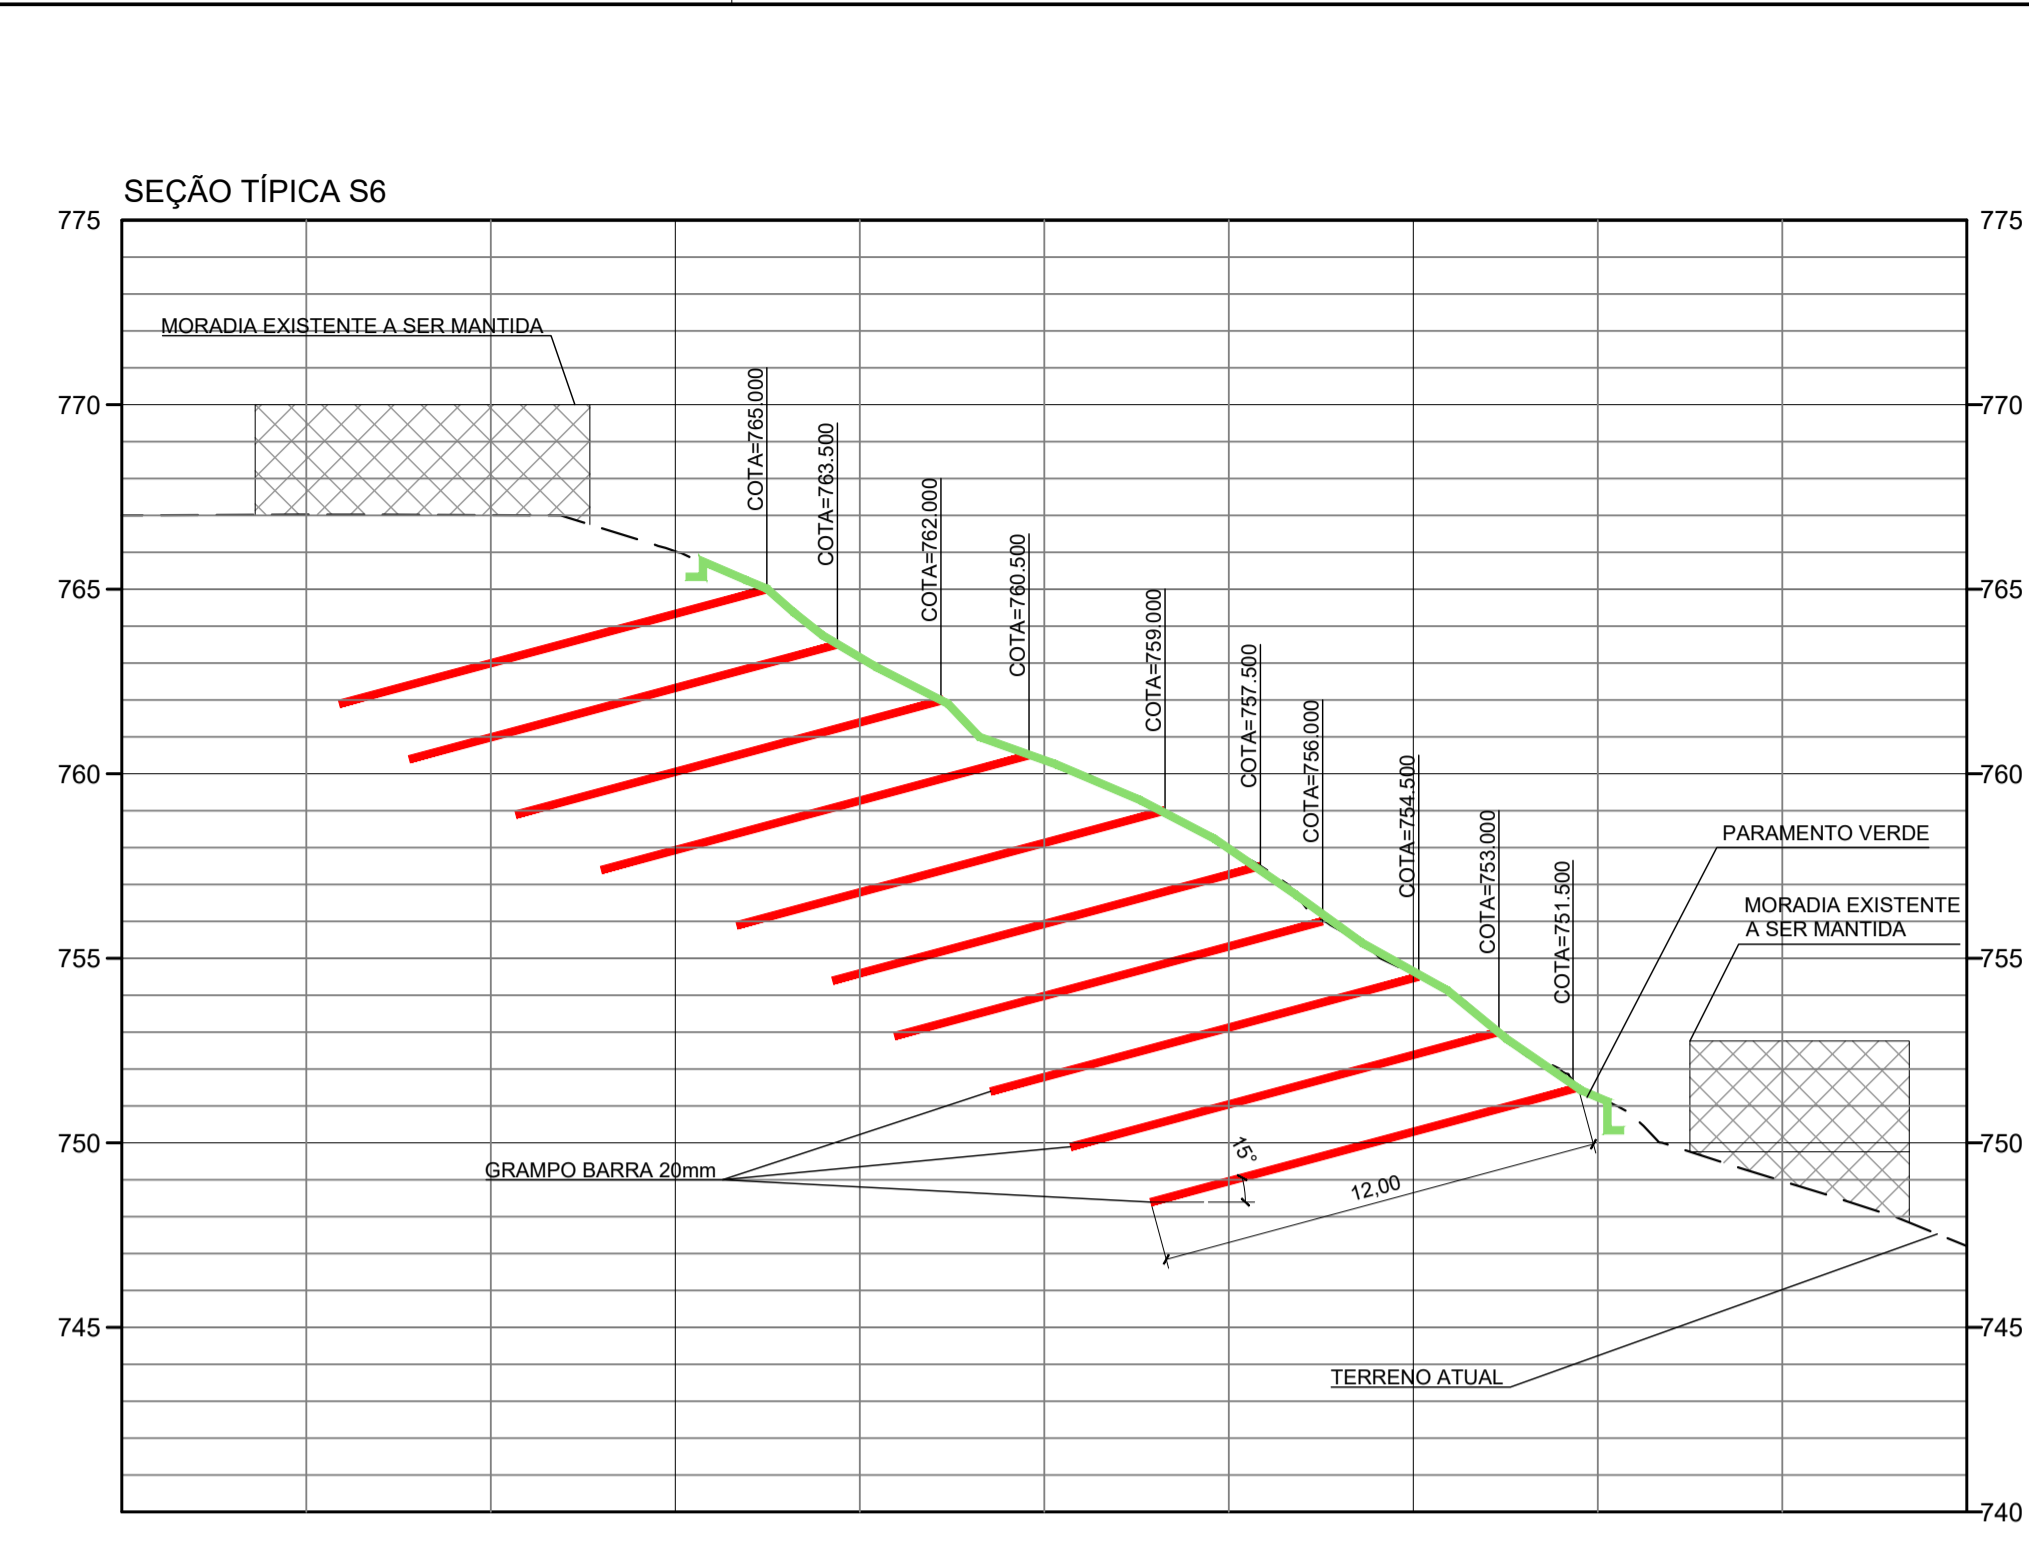 SEÇÃO TÍPICA S6
775
775
MORADIA EXISTENTE A SER MANTIDA
770
770
COTA=765.000
COTA=763.500
COTA=762.000
COTA=760.500
COTA=759.000
COTA=757.500
COTA=756.000
COTA=754.500
COTA=753.000
COTA=751.500
765
765
760
760
PARAMENTO VERDE
MORADIA EXISTENTE
A SER MANTIDA
755
755
750
750
15°
GRAMPO BARRA 20mm
12,00
745
745
TERRENO ATUAL
740